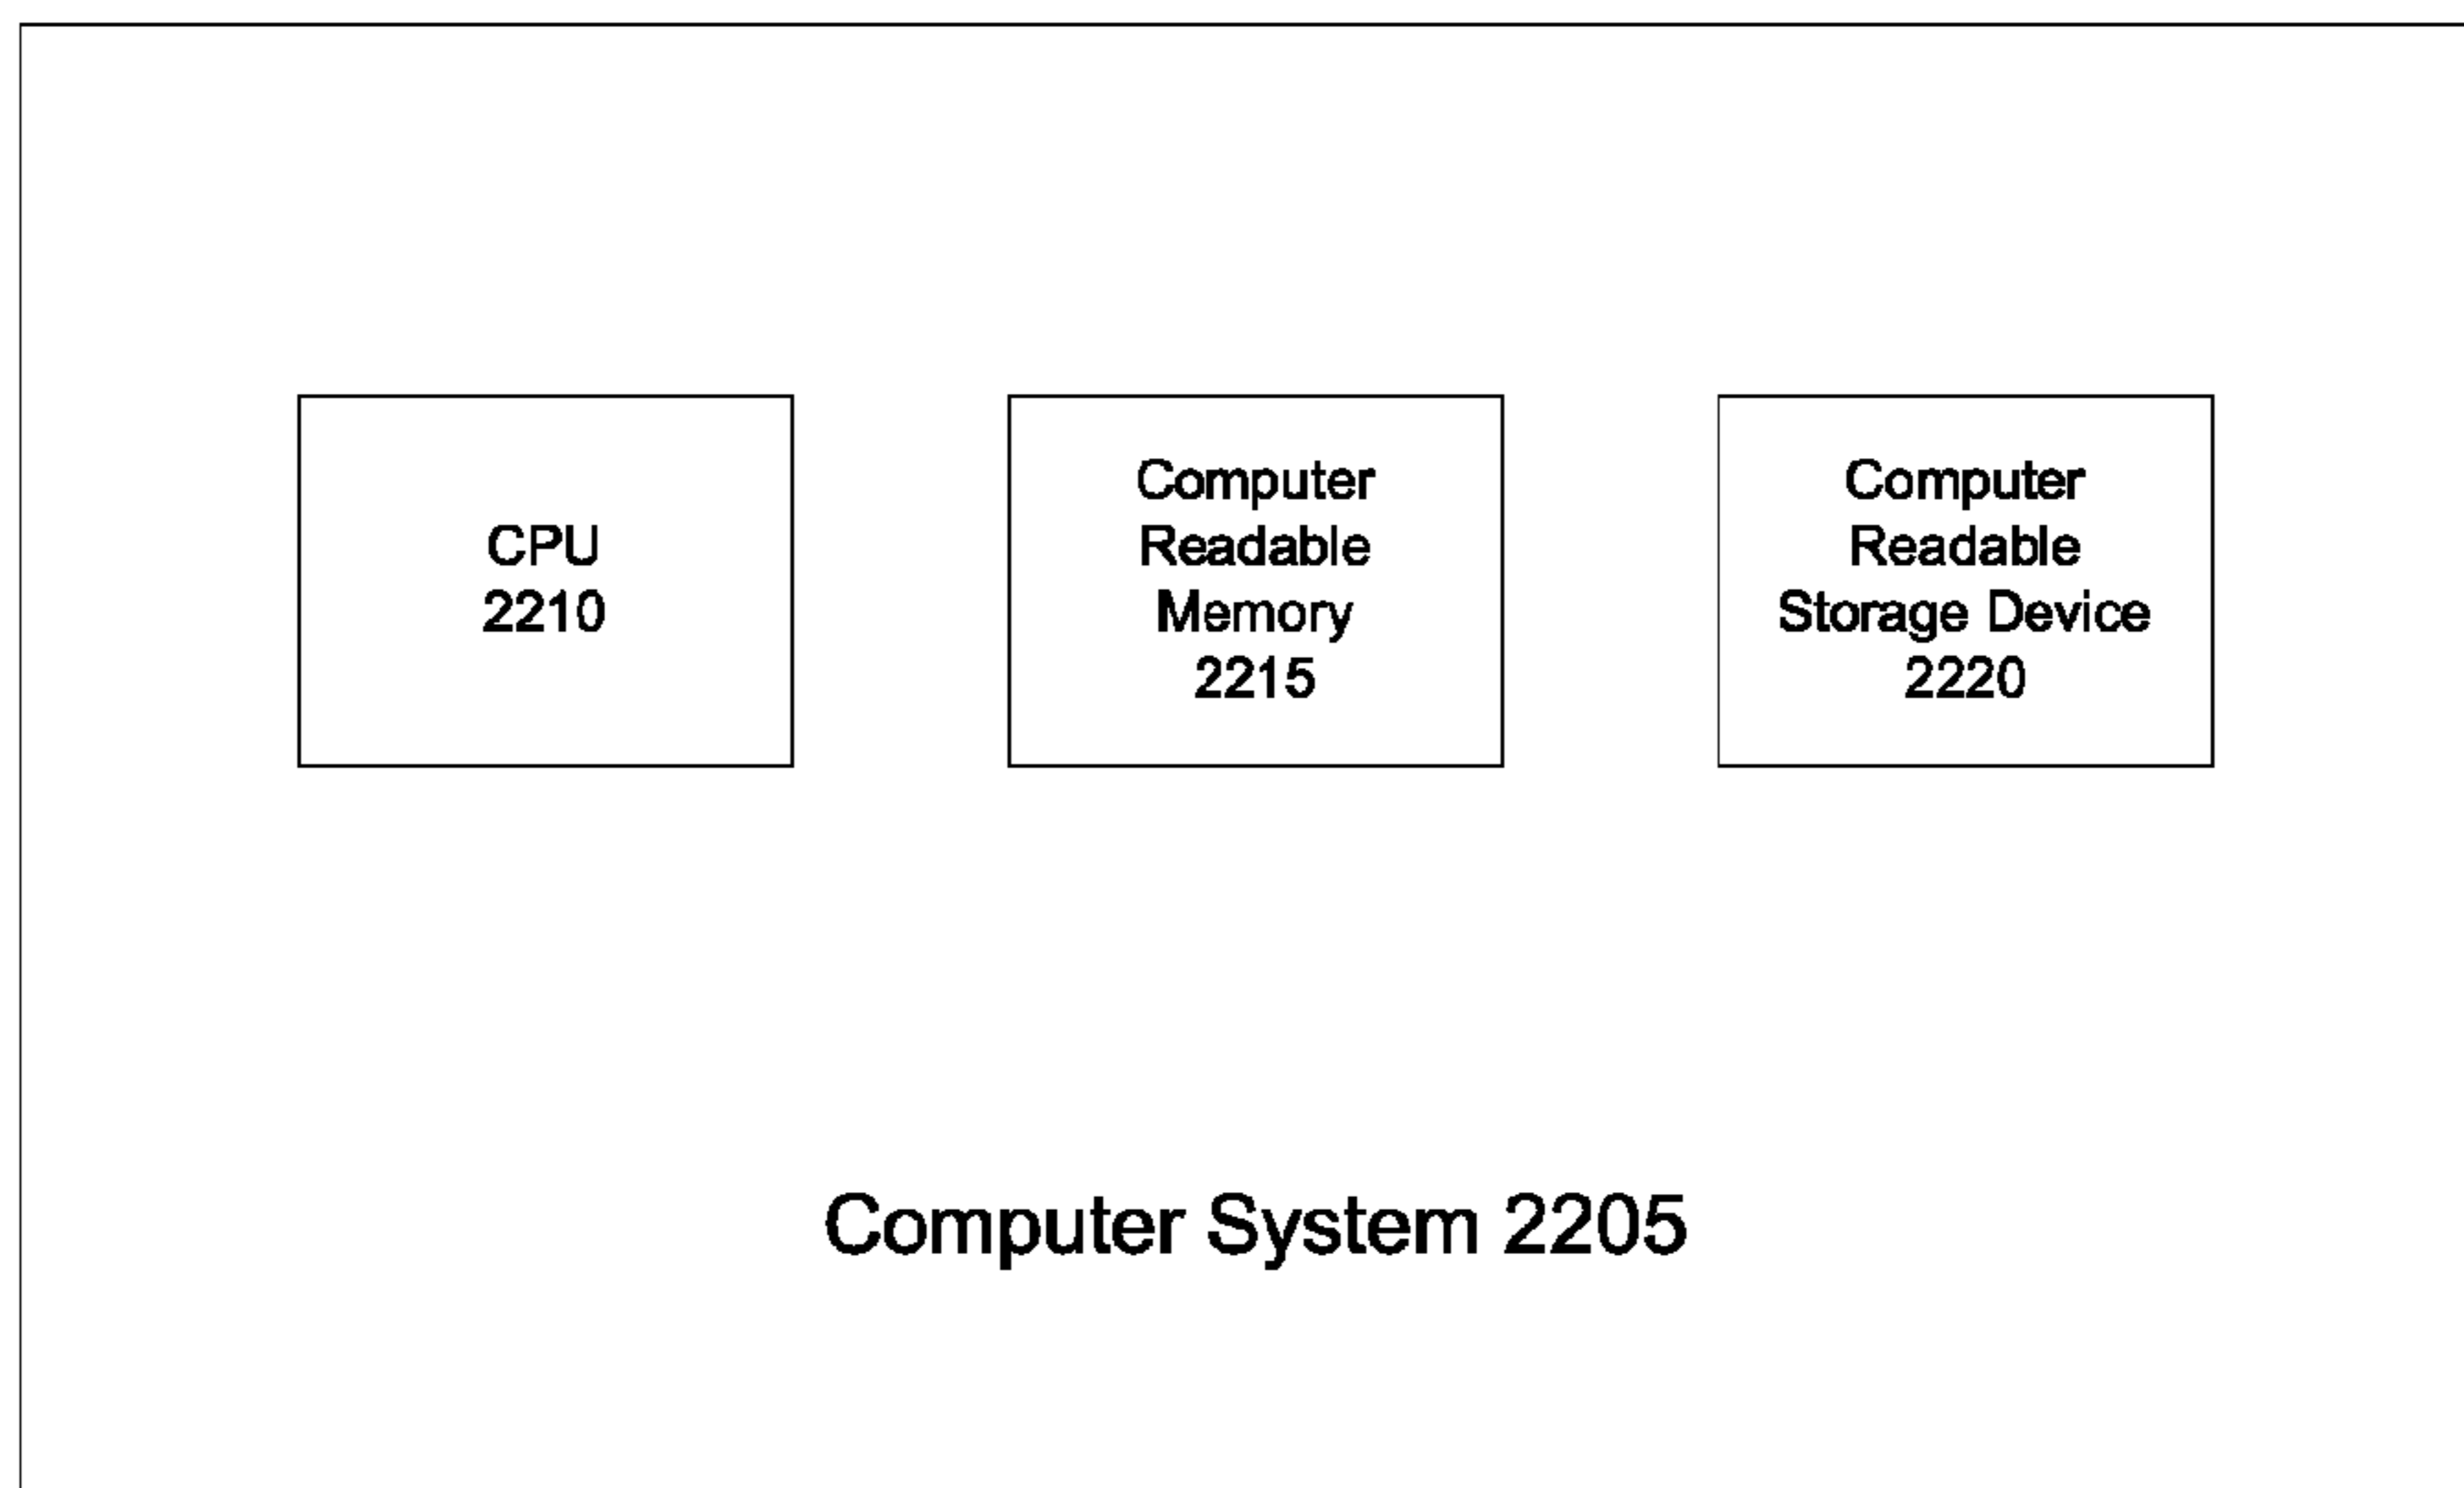 CPU
2210
Computer
Readable
Memory
2215
Computer
Readable
Storage Device
2220
Computer System 2205